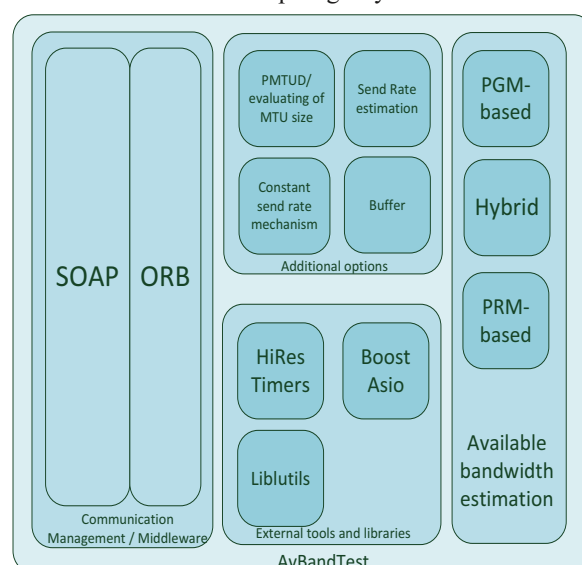 SOAP
ORB
Communication
Management / Middleware
PMTUD/
evaluating of
MTU size
Send Rate
estimation
Constant
send rate
mechanism
Buffer
Additional options
HiRes
Timers
Boost
Asio
Liblutils
External tools and libraries
PGM-
based
Hybrid
PRM-
based
Available
bandwidth
estimation
AvBandTest